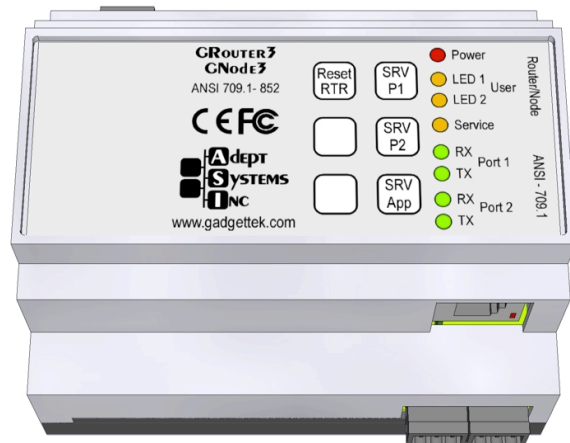 GROUTER3
GNODE3
ANSI 709.1- 852
CE FC
ADEPT
SYSTEMS
INC
www.gadgettek.com
Reset
RTR
SRV
P1
SRV
P2
SRV
App
Power
LED 1
LED 2
User
Service
RX
TX
Port 1
RX
TX
Port 2
Router/Node
ANSI - 709.1